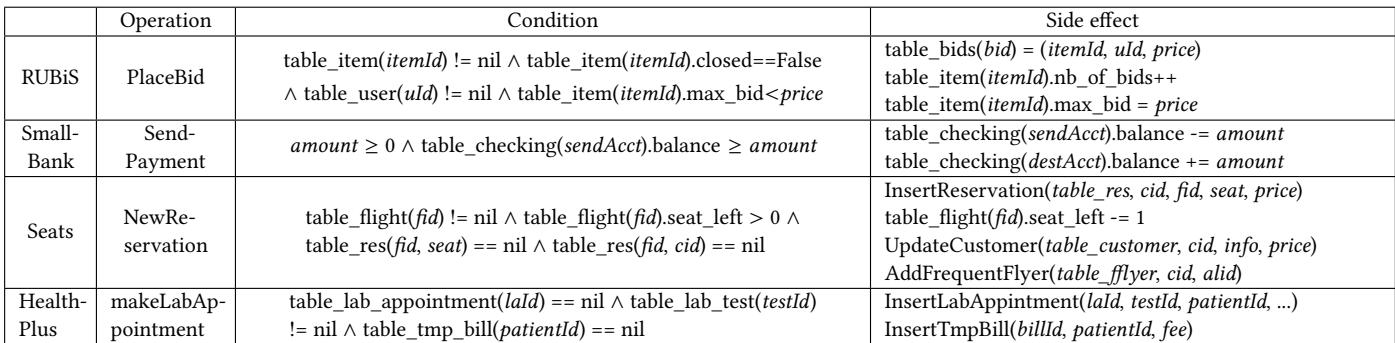 Operation Condition Side effect
RUBiS PlaceBid
table_item(itemId) != nil ∧ table_item(itemId).closed==False
∧ table_user(uId) != nil ∧ table_item(itemId).max_bid<price
table_bids(bid) = (itemId, uId, price)
table_item(itemId).nb_of_bids++
table_item(itemId).max_bid = price
Small-
Bank
Send-
Payment
amount ≥ 0 ∧ table_checking(sendAcct).balance ≥ amount
table_checking(sendAcct).balance -= amount
table_checking(destAcct).balance += amount
Seats
NewRe-
servation
table_flight(fid) != nil ∧ table_flight(fid).seat_left > 0 ∧
table_res(fid, seat) == nil ∧ table_res(fid, cid) == nil
InsertReservation(table_res, cid, fid, seat, price)
table_flight(fid).seat_left -= 1
UpdateCustomer(table_customer, cid, info, price)
AddFrequentFlyer(table_fflyer, cid, alid)
Health-
Plus
makeLabAp-
pointment
table_lab_appointment(laId) == nil ∧ table_lab_test(testId)
!= nil ∧ table_tmp_bill(patientId) == nil
InsertLabAppintment(laId, testId, patientId, ...)
InsertTmpBill(billId, patientId, fee)